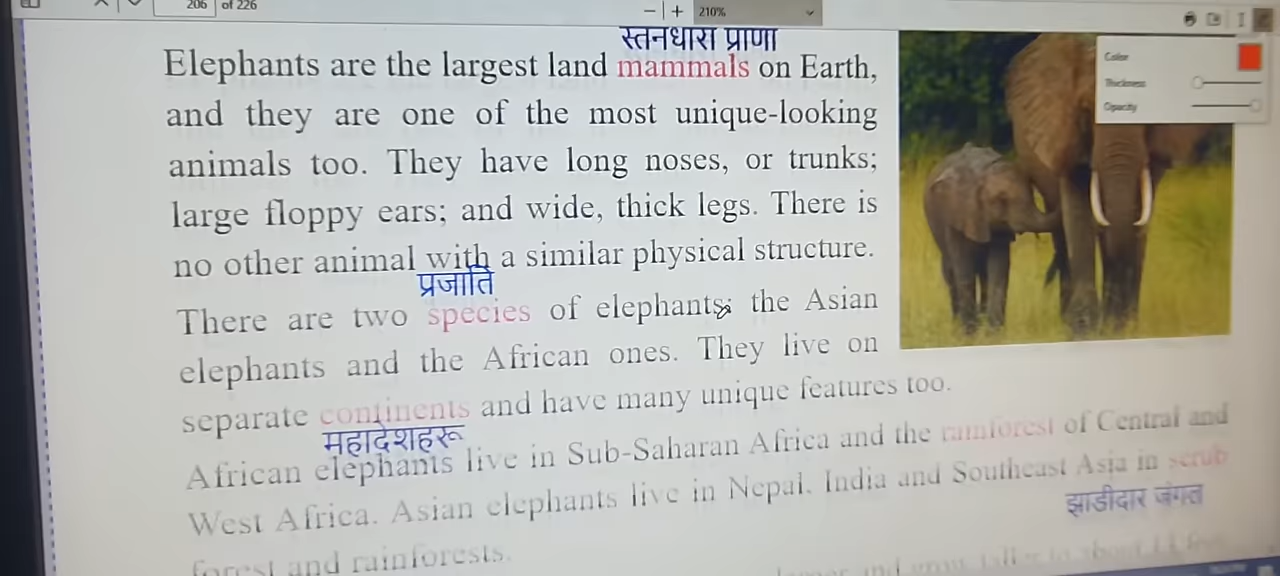 206 of 226
210%
Color
Thickness
Opacity
स्तनधारी प्राणी
Elephants are the largest land mammals on Earth,
and they are one of the most unique-looking
animals too. They have long noses, or trunks;
large floppy ears; and wide, thick legs. There is
no other animal with a similar physical structure.
प्रजाति
There are two species of elephants; the Asian
elephants and the African ones. They live on
separate continents and have many unique features too.
महादेशहरू
African elephants live in Sub-Saharan Africa and the rainforest of Central and
West Africa. Asian elephants live in Nepal. India and Southeast Asia in scrub
झाडीदार जंगल
forest and rainforests.